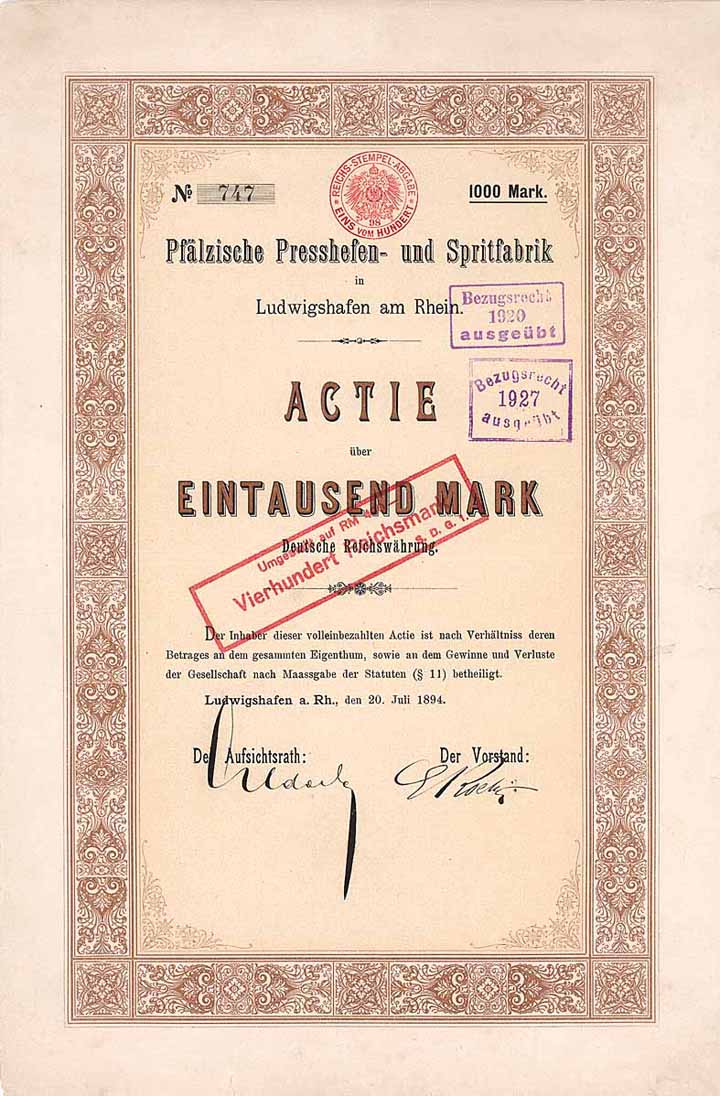 № 747
REICHS-STEMPEL-ABGABE
EINS VOM HUNDERT
98
1000 Mark.
Pfälzische Presshefen- und Spritfabrik
in
Ludwigshafen am Rhein.
Bezugsrecht
1920
ausgeübt
Bezugsrecht
1927
ausgeübt
ACTIE
über
EINTAUSEND MARK
Deutsche Reichswährung.
Umgestellt auf RM
Vierhundert Reichsmark
Der Inhaber dieser volleinbezahlten Actie ist nach Verhältniss deren
Betrages an dem gesammten Eigenthum, sowie an dem Gewinne und Verluste
der Gesellschaft nach Maassgabe der Statuten (§ 11) betheiligt.
Ludwigshafen a. Rh., den 20. Juli 1894.
Der Aufsichtsrath:
Der Vorstand: